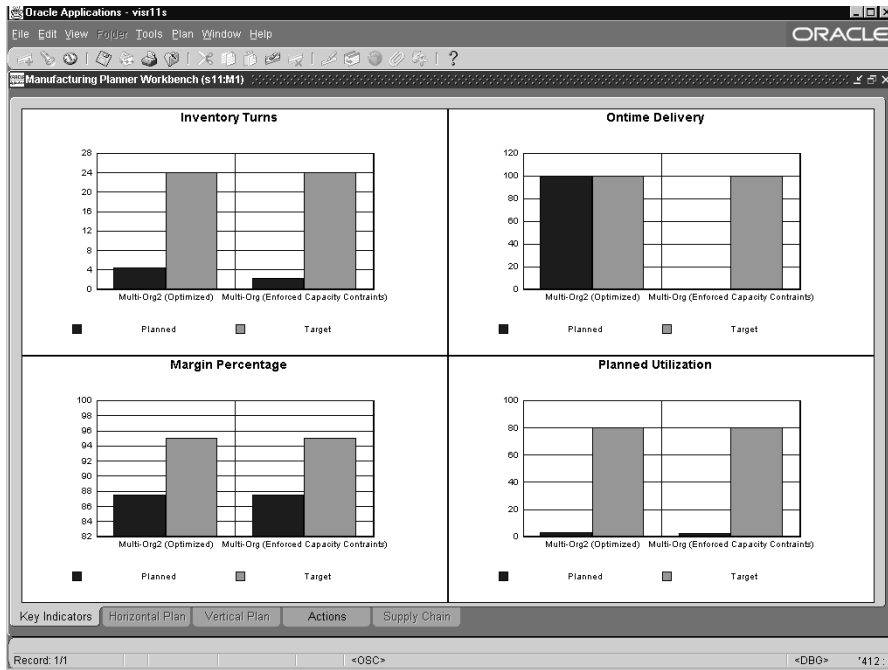 Oracle Applications - visr11s
File Edit View Folder Tools Plan Window Help
ORACLE
?
Manufacturing Planner Workbench (s11:M1)
Inventory Turns
28
24
20
16
12
8
4
0
Multi-Org2 (Optimized) Multi-Org (Enforced Capacity Contraints)
Planned Target
Ontime Delivery
120
100
80
60
40
20
0
Multi-Org2 (Optimized) Multi-Org (Enforced Capacity Contraints)
Planned Target
Margin Percentage
100
98
96
94
92
90
88
86
84
82
Multi-Org2 (Optimized) Multi-Org (Enforced Capacity Contraints)
Planned Target
Planned Utilization
100
80
60
40
20
0
Multi-Org2 (Optimized) Multi-Org (Enforced Capacity Contraints)
Planned Target
Key Indicators Horizontal Plan Vertical Plan Actions Supply Chain
Record: 1/1 <OSC> <DBG> '412: